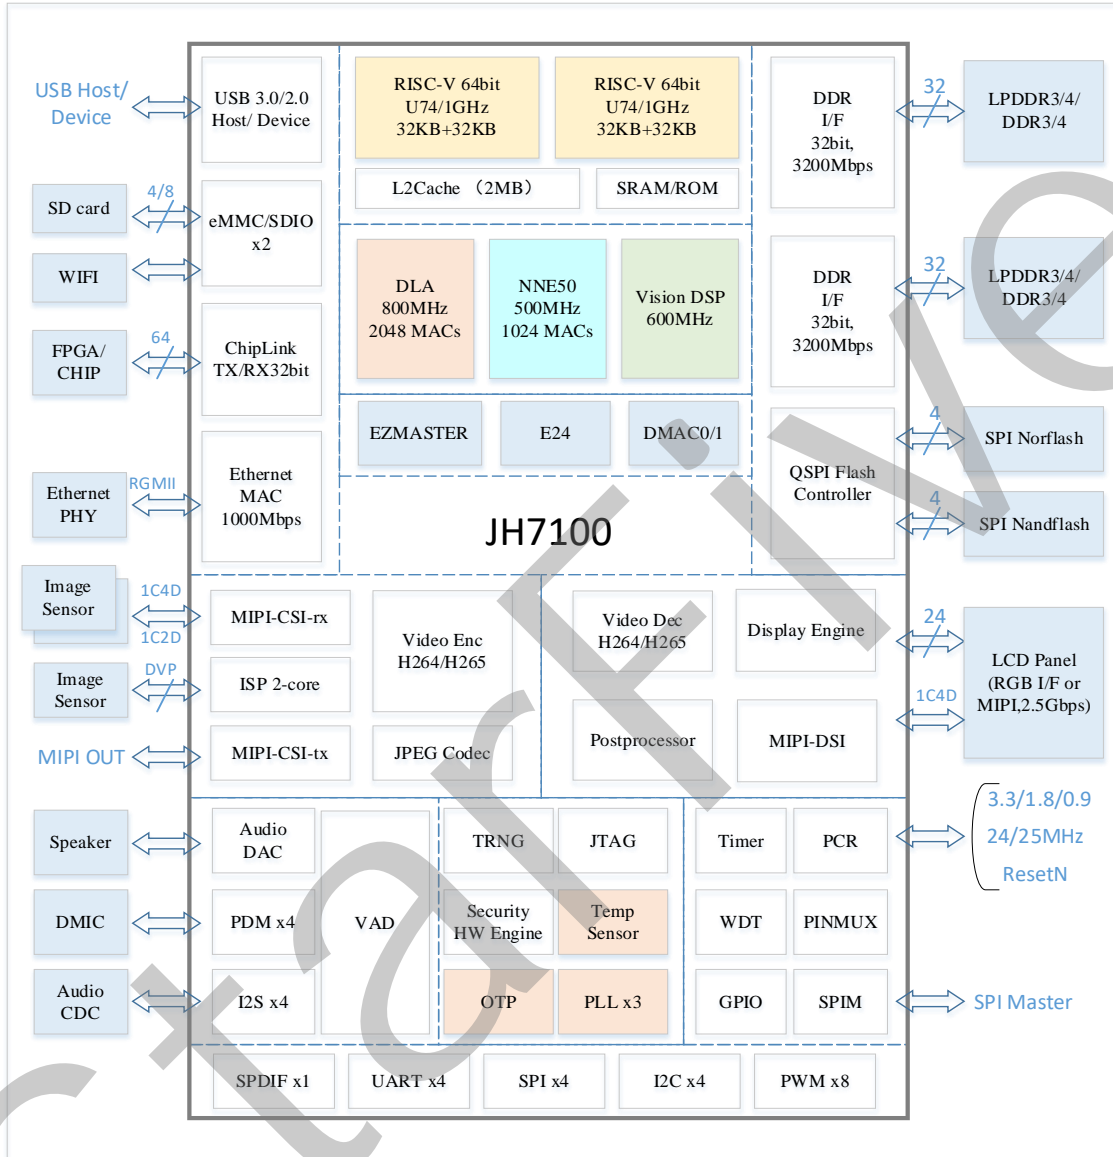 USB Host/
Device
USB 3.0/2.0
Host/ Device
RISC-V 64bit
U74/1GHz
32KB+32KB
RISC-V 64bit
U74/1GHz
32KB+32KB
L2Cache （2MB）
SRAM/ROM
DDR
I/F
32bit,
3200Mbps
32
LPDDR3/4/
DDR3/4
SD card
4/8
eMMC/SDIO
x2
WIFI
DLA
800MHz
2048 MACs
NNE50
500MHz
1024 MACs
Vision DSP
600MHz
DDR
I/F
32bit,
3200Mbps
32
LPDDR3/4/
DDR3/4
FPGA/
CHIP
64
ChipLink
TX/RX32bit
EZMASTER
E24
DMAC0/1
QSPI Flash
Controller
4
SPI Norflash
4
SPI Nandflash
Ethernet
PHY
RGMII
Ethernet
MAC
1000Mbps
JH7100
Image
Sensor
1C4D
1C2D
MIPI-CSI-rx
Video Enc
H264/H265
Video Dec
H264/H265
Display Engine
24
LCD Panel
(RGB I/F or
MIPI,2.5Gbps)
1C4D
Image
Sensor
DVP
ISP 2-core
MIPI OUT
MIPI-CSI-tx
JPEG Codec
Postprocessor
MIPI-DSI
Speaker
Audio
DAC
VAD
TRNG
JTAG
Timer
PCR
3.3/1.8/0.9
24/25MHz
ResetN
DMIC
PDM x4
Security
HW Engine
Temp
Sensor
WDT
PINMUX
Audio
CDC
I2S x4
OTP
PLL x3
GPIO
SPIM
SPI Master
SPDIF x1
UART x4
SPI x4
I2C x4
PWM x8
StarFive